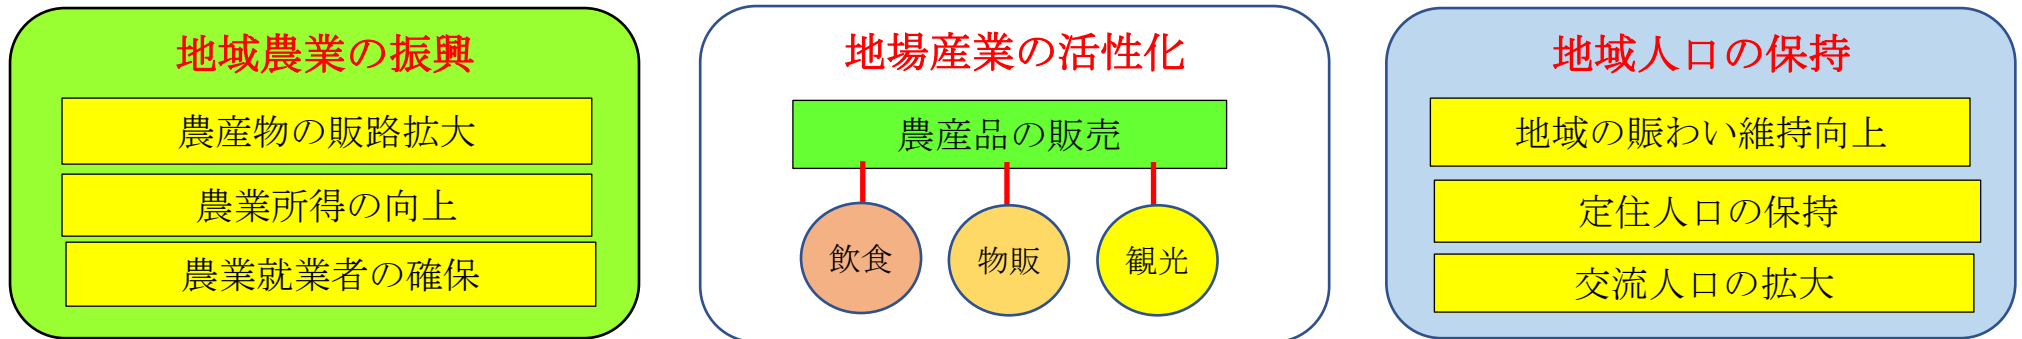 地域農業の振興
農産物の販路拡大
農業所得の向上
農業就業者の確保
地場産業の活性化
農産品の販売
飲食
物販
観光
地域人口の保持
地域の賑わい維持向上
定住人口の保持
交流人口の拡大